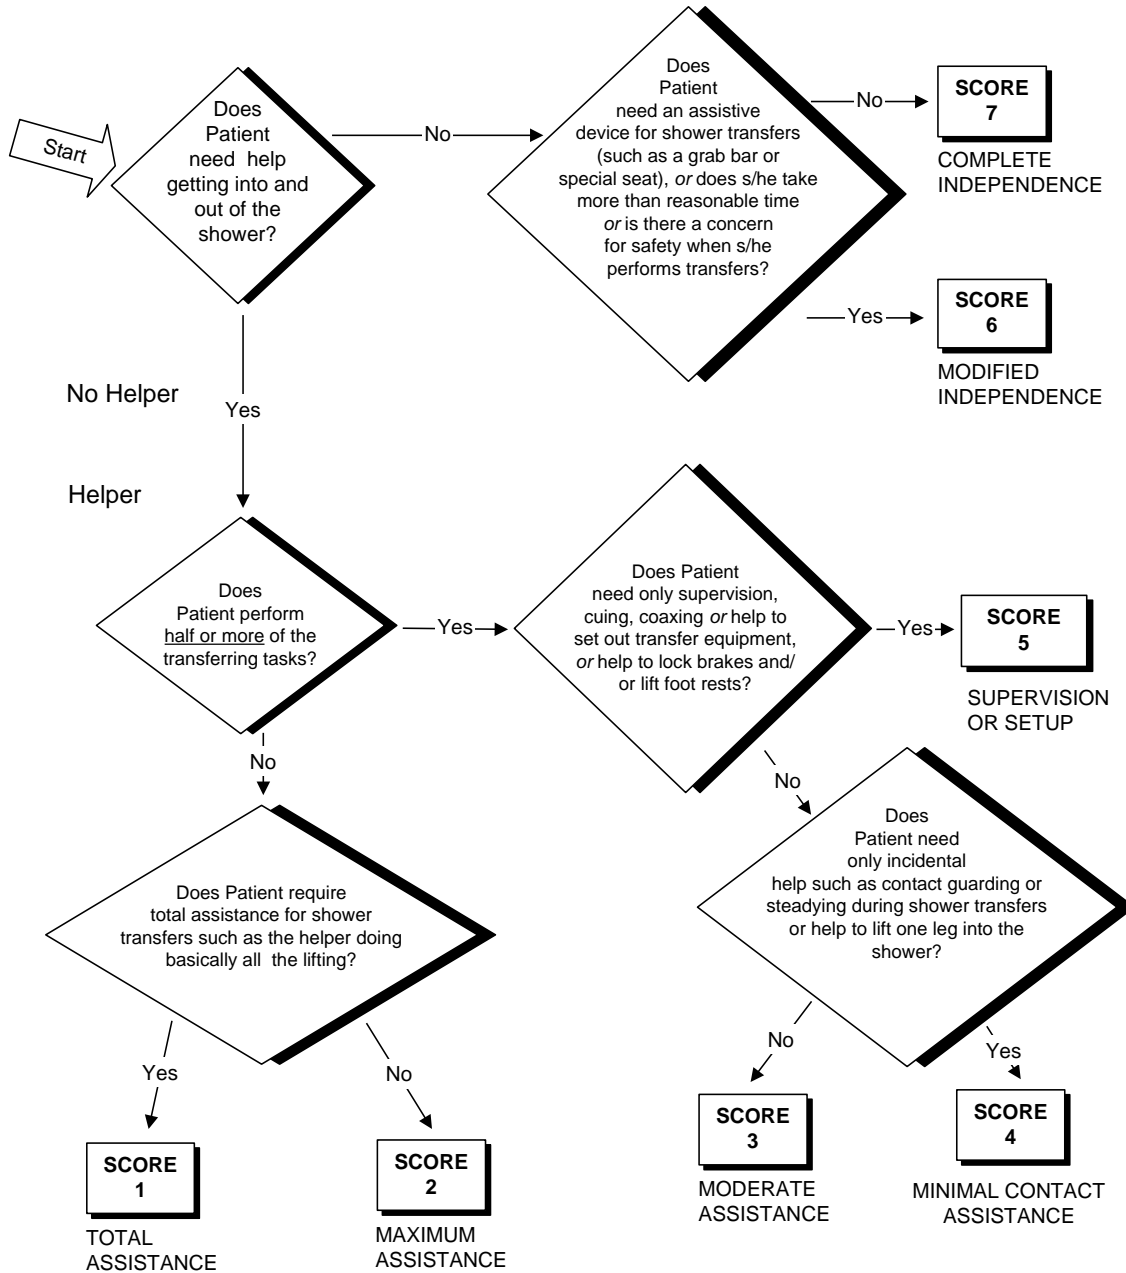 Start
Does
Patient
need help
getting into and
out of the
shower?
No
Does
Patient
need an assistive
device for shower transfers
(such as a grab bar or
special seat), or does s/he take
more than reasonable time
or is there a concern
for safety when s/he
performs transfers?
No
SCORE
7
COMPLETE
INDEPENDENCE
Yes
SCORE
6
MODIFIED
INDEPENDENCE
No Helper
Yes
Helper
Does
Patient perform
half or more of the
transferring tasks?
Yes
Does Patient
need only supervision,
cuing, coaxing or help to
set out transfer equipment,
or help to lock brakes and/
or lift foot rests?
Yes
SCORE
5
SUPERVISION
OR SETUP
No
No
Does
Patient need
only incidental
help such as contact guarding or
steadying during shower transfers
or help to lift one leg into the
shower?
Does Patient require
total assistance for shower
transfers such as the helper doing
basically all the lifting?
Yes
No
No
Yes
SCORE
1
TOTAL
ASSISTANCE
SCORE
2
MAXIMUM
ASSISTANCE
SCORE
3
MODERATE
ASSISTANCE
SCORE
4
MINIMAL CONTACT
ASSISTANCE